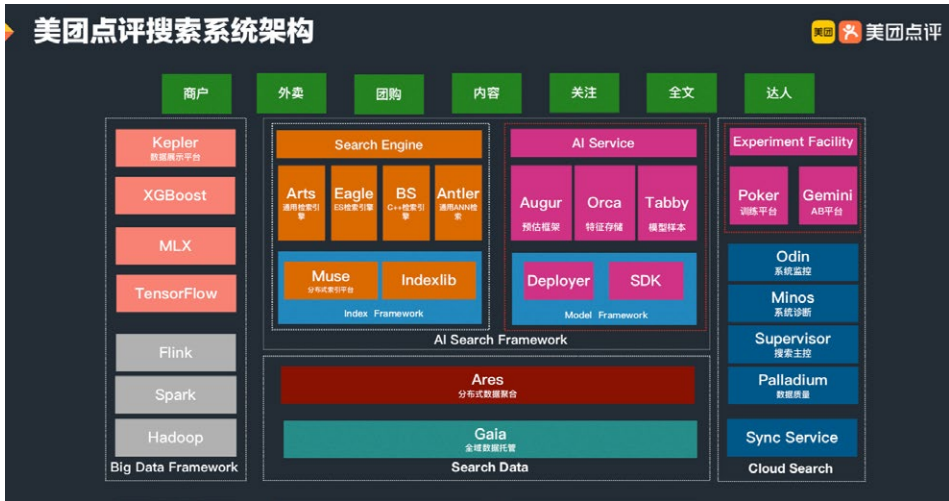 美团点评搜索系统架构
美团 美团点评
商户
外卖
团购
内容
关注
全文
达人
Kepler
数据展示平台
XGBoost
MLX
TensorFlow
Flink
Spark
Hadoop
Big Data Framework
Search Engine
Arts
通用检索引
擎
Eagle
ES检索引擎
BS
C++检索引
擎
Antler
通用ANN检
索
Muse
分布式索引平台
Indexlib
Index Framework
AI Service
Augur
预估框架
Orca
特征存储
Tabby
模型样本
Deployer
SDK
Model Framework
AI Search Framework
Ares
分布式数据聚合
Gaia
全域数据托管
Search Data
Experiment Facility
Poker
训练平台
Gemini
AB平台
Odin
系统监控
Minos
系统诊断
Supervisor
搜索主控
Palladium
数据质量
Sync Service
Cloud Search